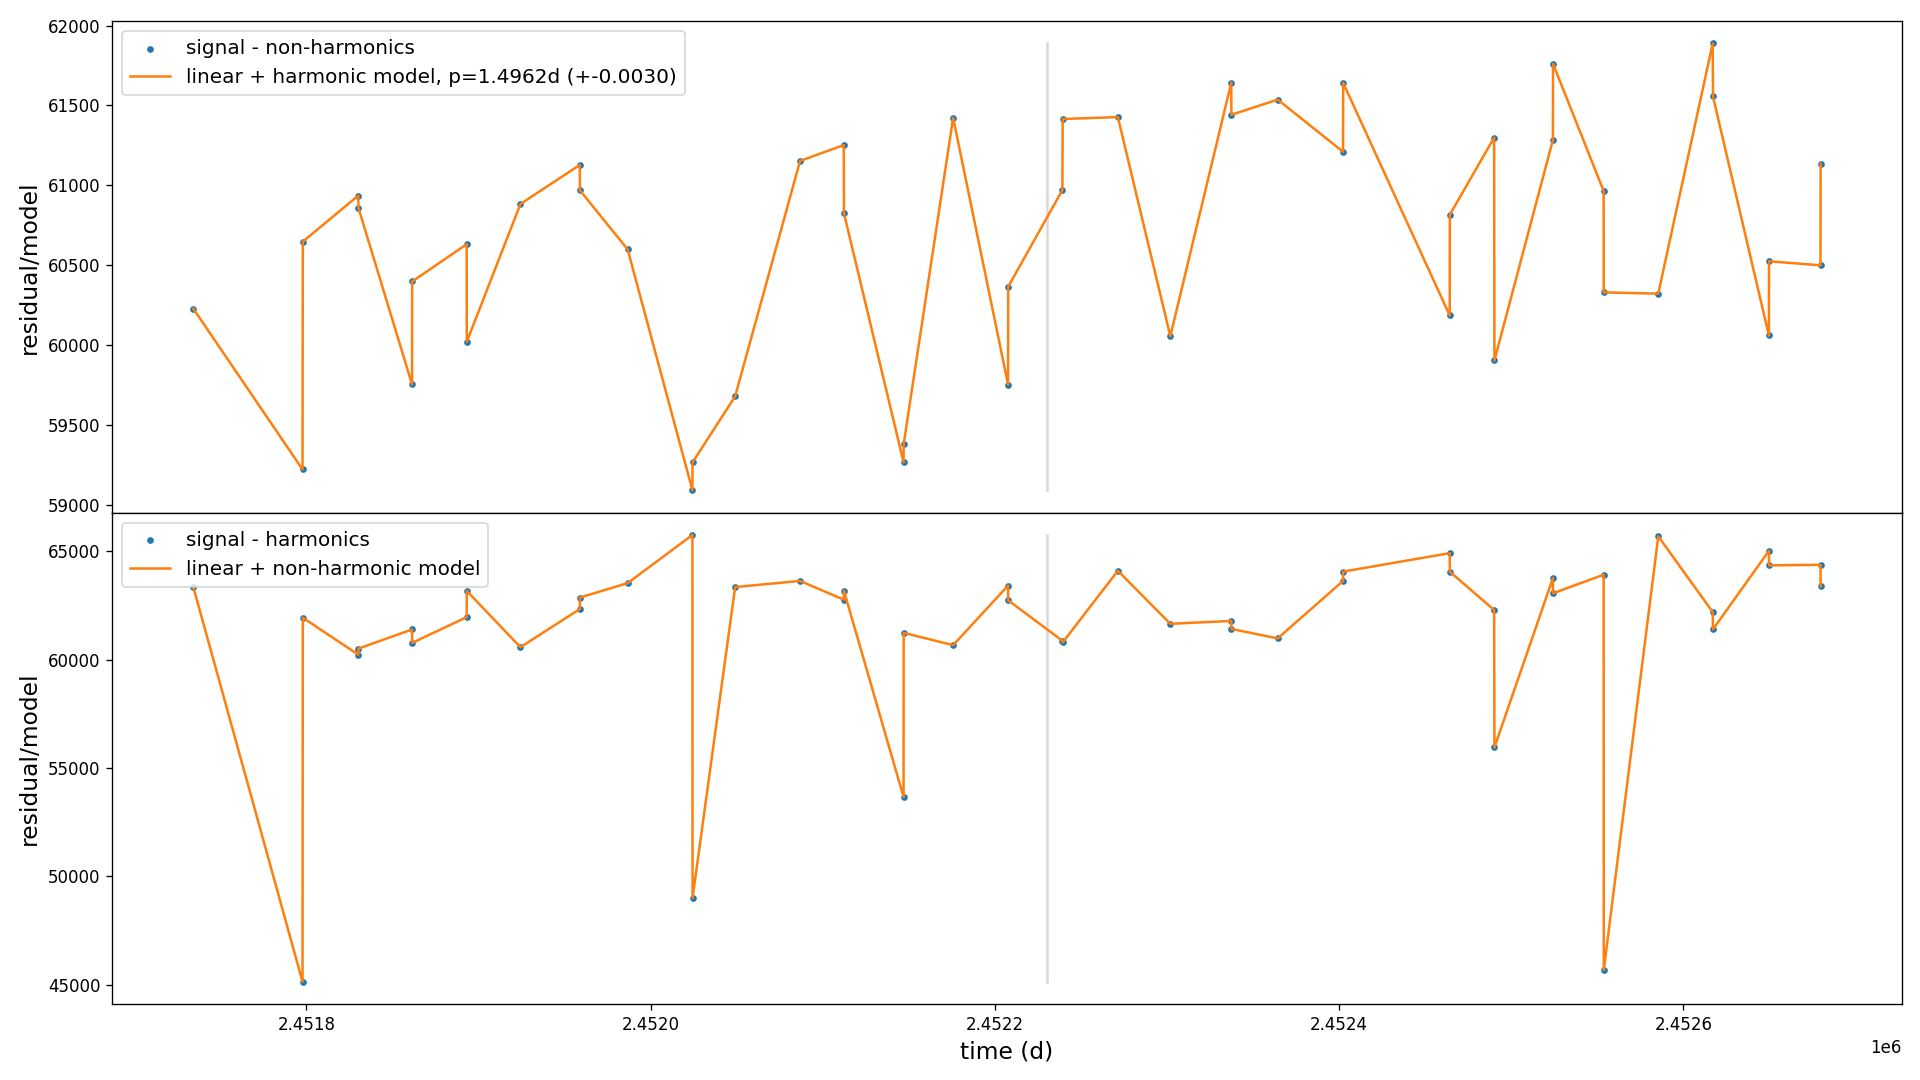 62000
61500
61000
60500
60000
59500
59000
residual/model
signal - non-harmonics
linear + harmonic model, p=1.4962d (+-0.0030)
65000
60000
55000
50000
45000
residual/model
signal - harmonics
linear + non-harmonic model
2.4518
2.4520
2.4522
2.4524
2.4526
1e6
time (d)